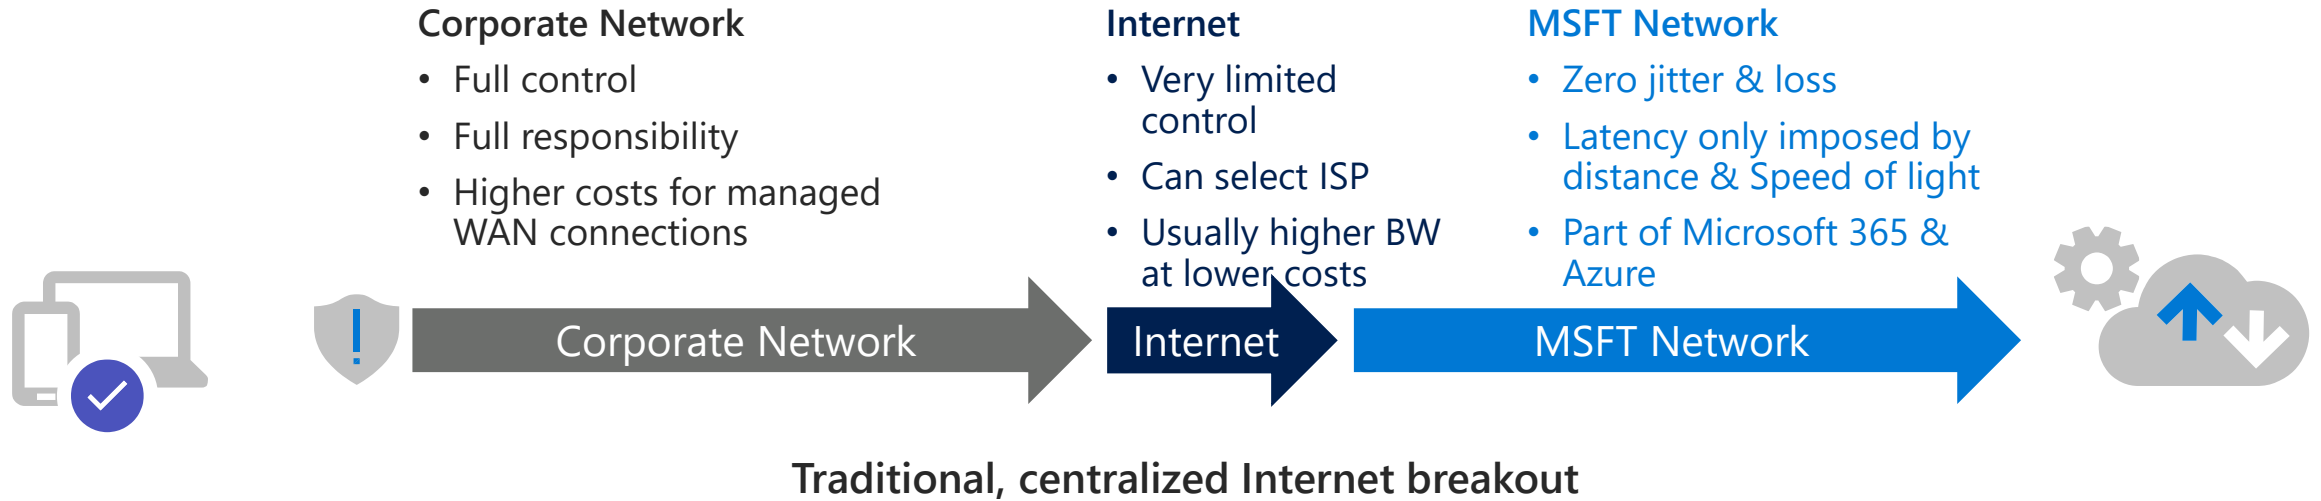 Corporate Network
• Full control
• Full responsibility
• Higher costs for managed
WAN connections
Internet
• Very limited
control
• Can select ISP
• Usually higher BW
at lower costs
MSFT Network
• Zero jitter & loss
• Latency only imposed by
distance & Speed of light
• Part of Microsoft 365 &
Azure
Corporate Network
Internet
MSFT Network
Traditional, centralized Internet breakout